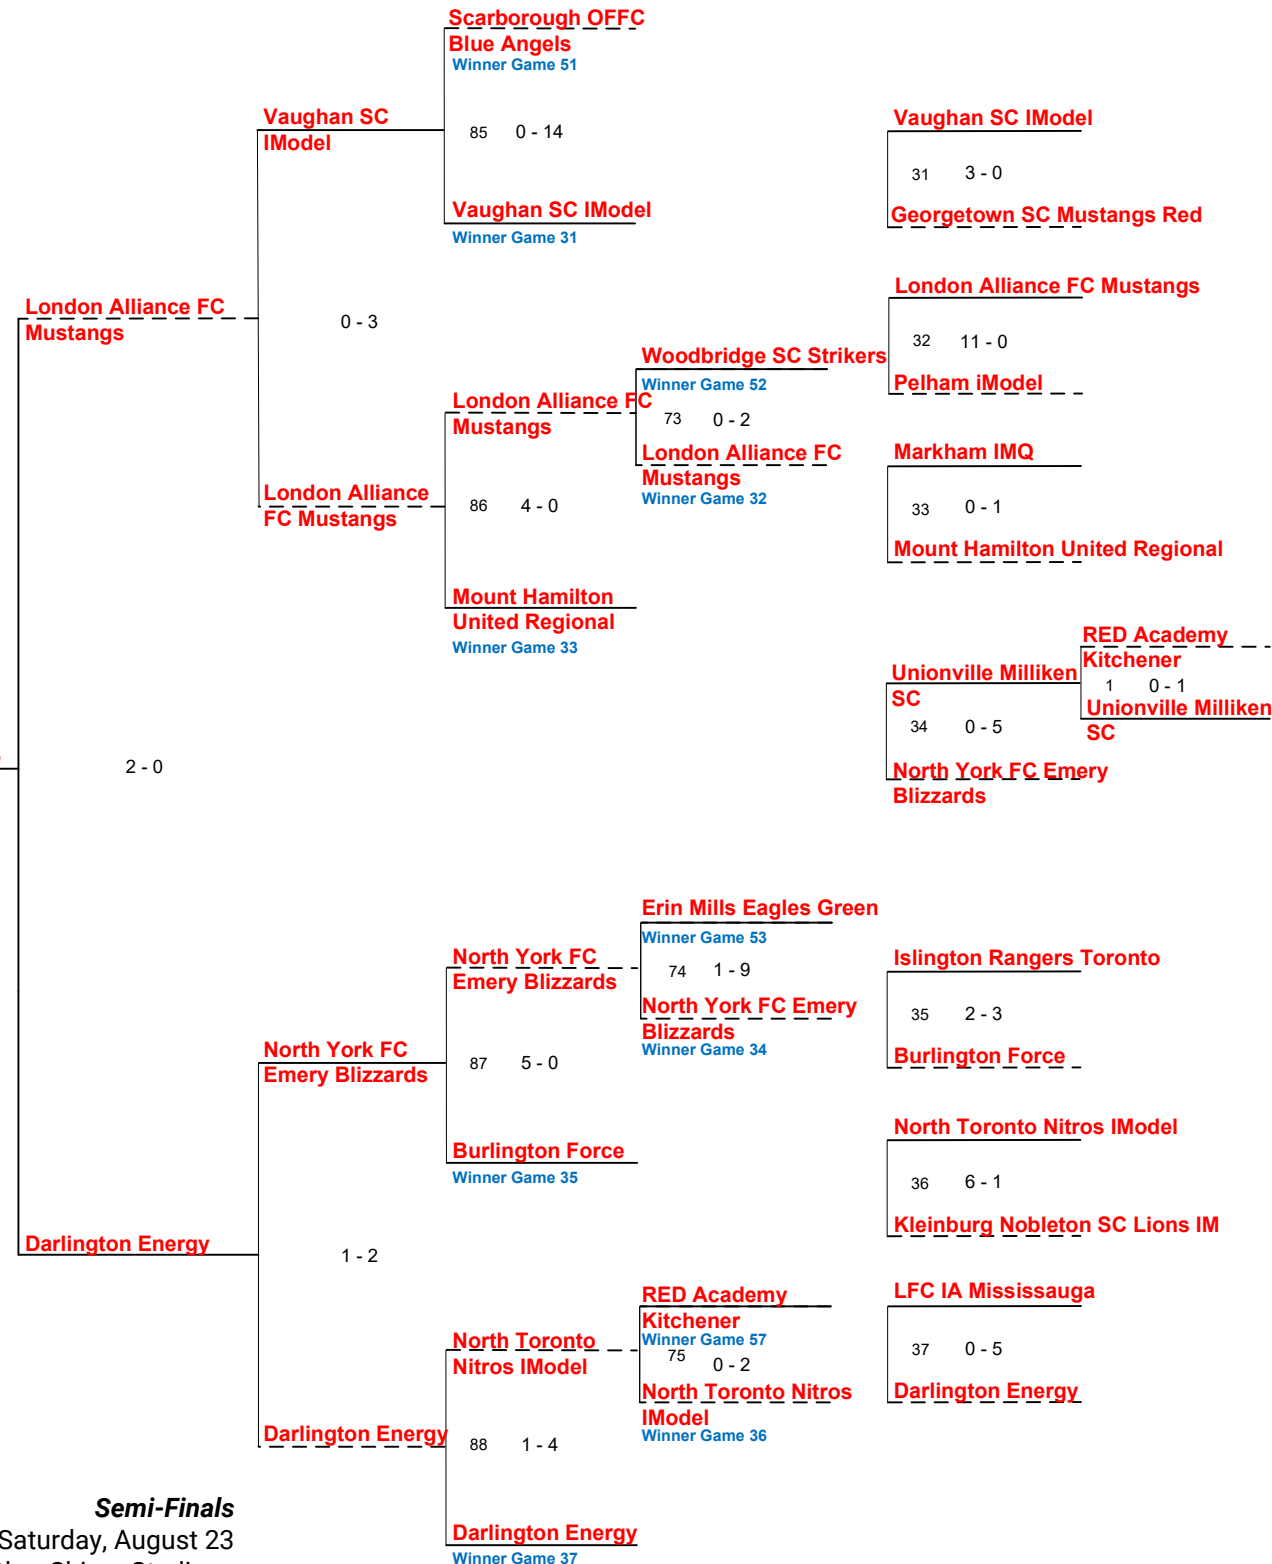 Scarborough OFFC
Blue Angels
Winner Game 51
Vaughan SC
IModel
85 0 - 14
Vaughan SC IModel
31 3 - 0
Georgetown SC Mustangs Red
Vaughan SC IModel
Winner Game 31
London Alliance FC Mustangs
London Alliance FC
Mustangs
0 - 3
32 11 - 0
Woodbridge SC Strikers
Winner Game 52
Pelham iModel
London Alliance FC
Mustangs
73 0 - 2
London Alliance FC
Mustangs
Winner Game 32
Markham IMQ
London Alliance
FC Mustangs
86 4 - 0
33 0 - 1
Mount Hamilton United Regional
Mount Hamilton
United Regional
Winner Game 33
RED Academy
Kitchener
1 0 - 1
Unionville Milliken
SC
Unionville Milliken
SC
34 0 - 5
North York FC Emery
Blizzards
2 - 0
Erin Mills Eagles Green
Winner Game 53
North York FC
Emery Blizzards
74 1 - 9
North York FC Emery
Blizzards
Winner Game 34
Islington Rangers Toronto
35 2 - 3
Burlington Force
North York FC
Emery Blizzards
87 5 - 0
Burlington Force
Winner Game 35
North Toronto Nitros IModel
36 6 - 1
Kleinburg Nobleton SC Lions IM
Darlington Energy
1 - 2
RED Academy
Kitchener
Winner Game 57
75 0 - 2
North Toronto
Nitros IModel
North Toronto Nitros
IModel
Winner Game 36
LFC IA Mississauga
37 0 - 5
Darlington Energy
Darlington Energy
88 1 - 4
Darlington Energy
Winner Game 37
Semi-Finals
Saturday, August 23